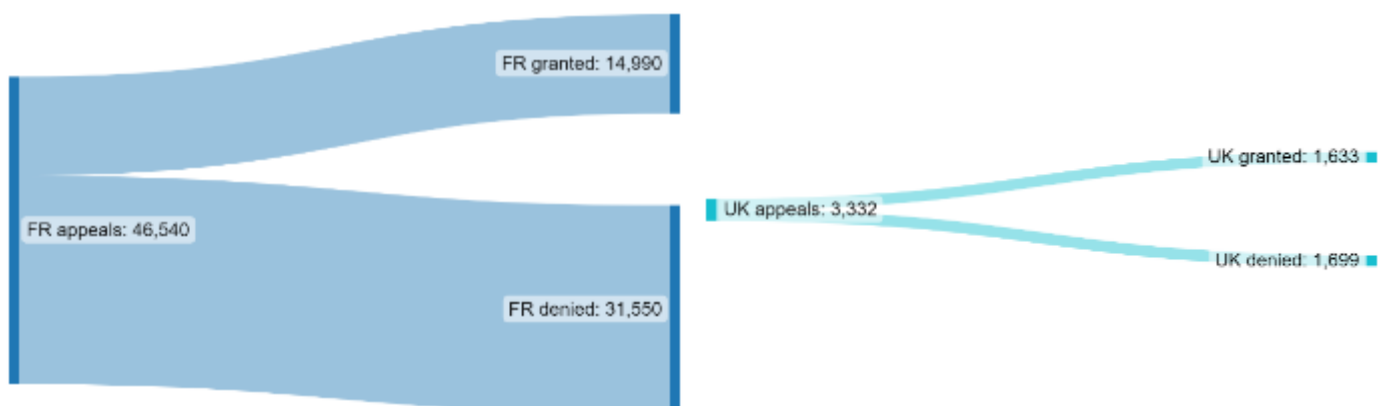 FR granted: 14,990
FR appeals: 46,540
FR denied: 31,550
UK granted: 1,633
UK appeals: 3,332
UK denied: 1,699